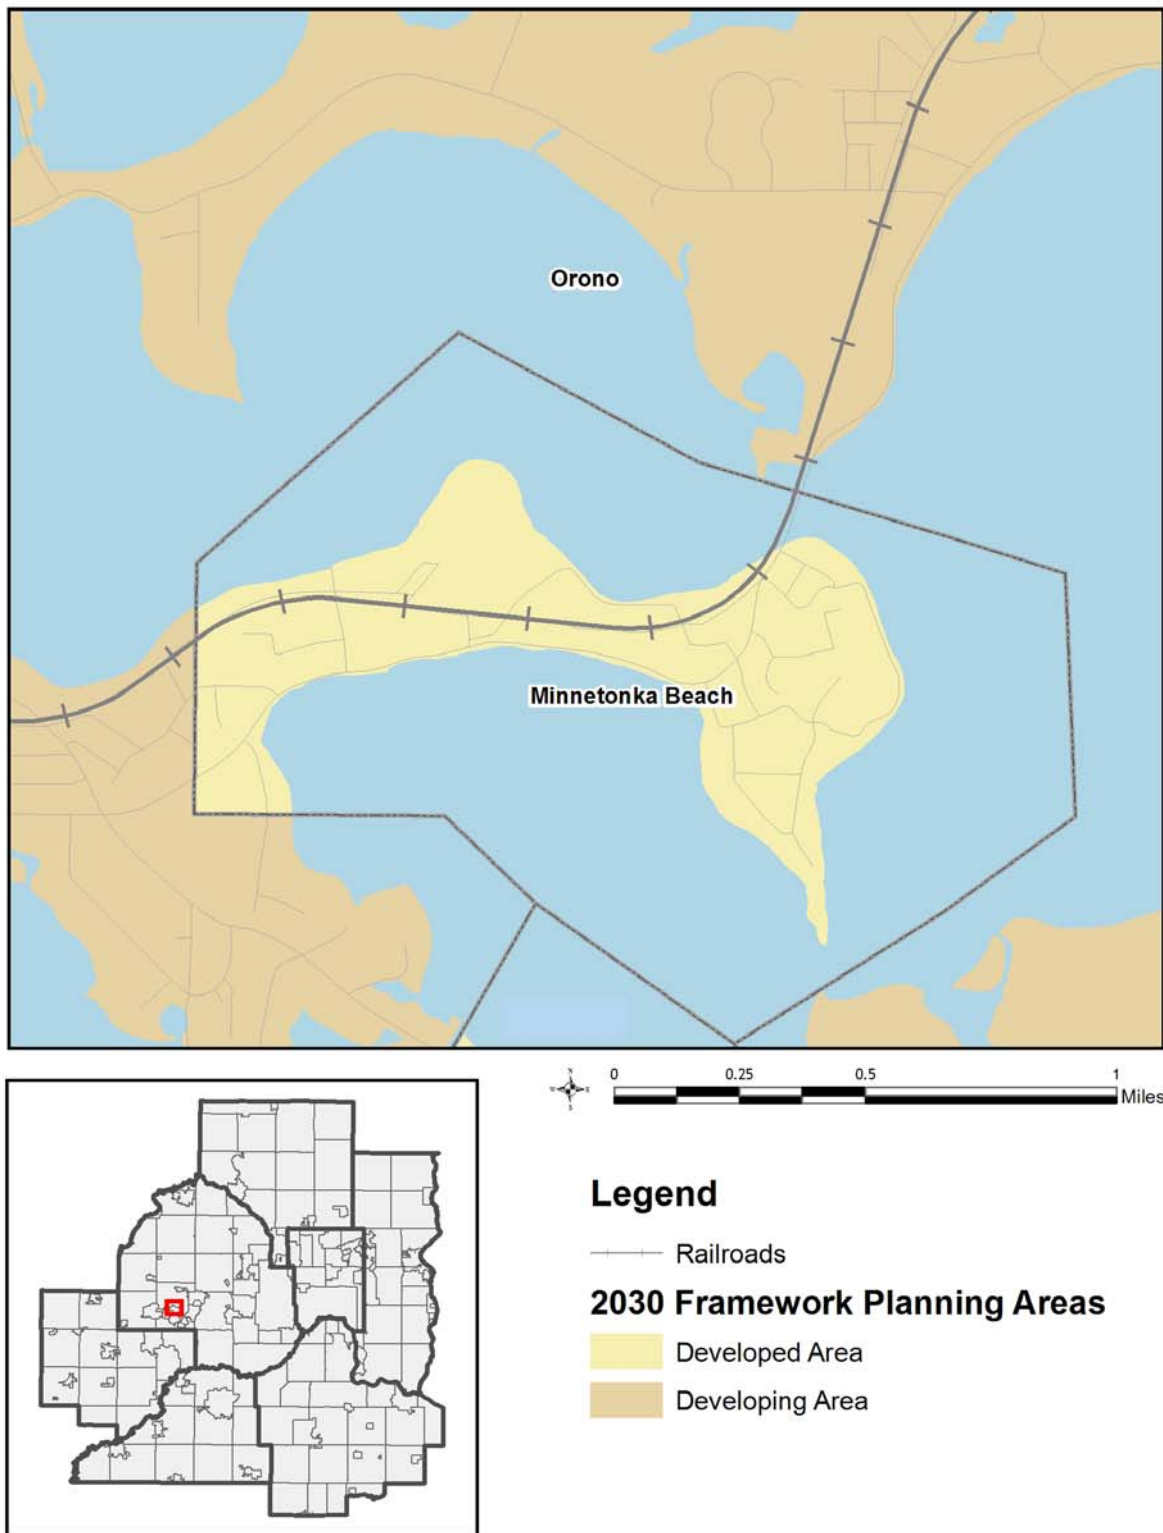 Orono
Minnetonka Beach
N
W E
S
0 0.25 0.5 1
Miles
Legend
Railroads
2030 Framework Planning Areas
Developed Area
Developing Area